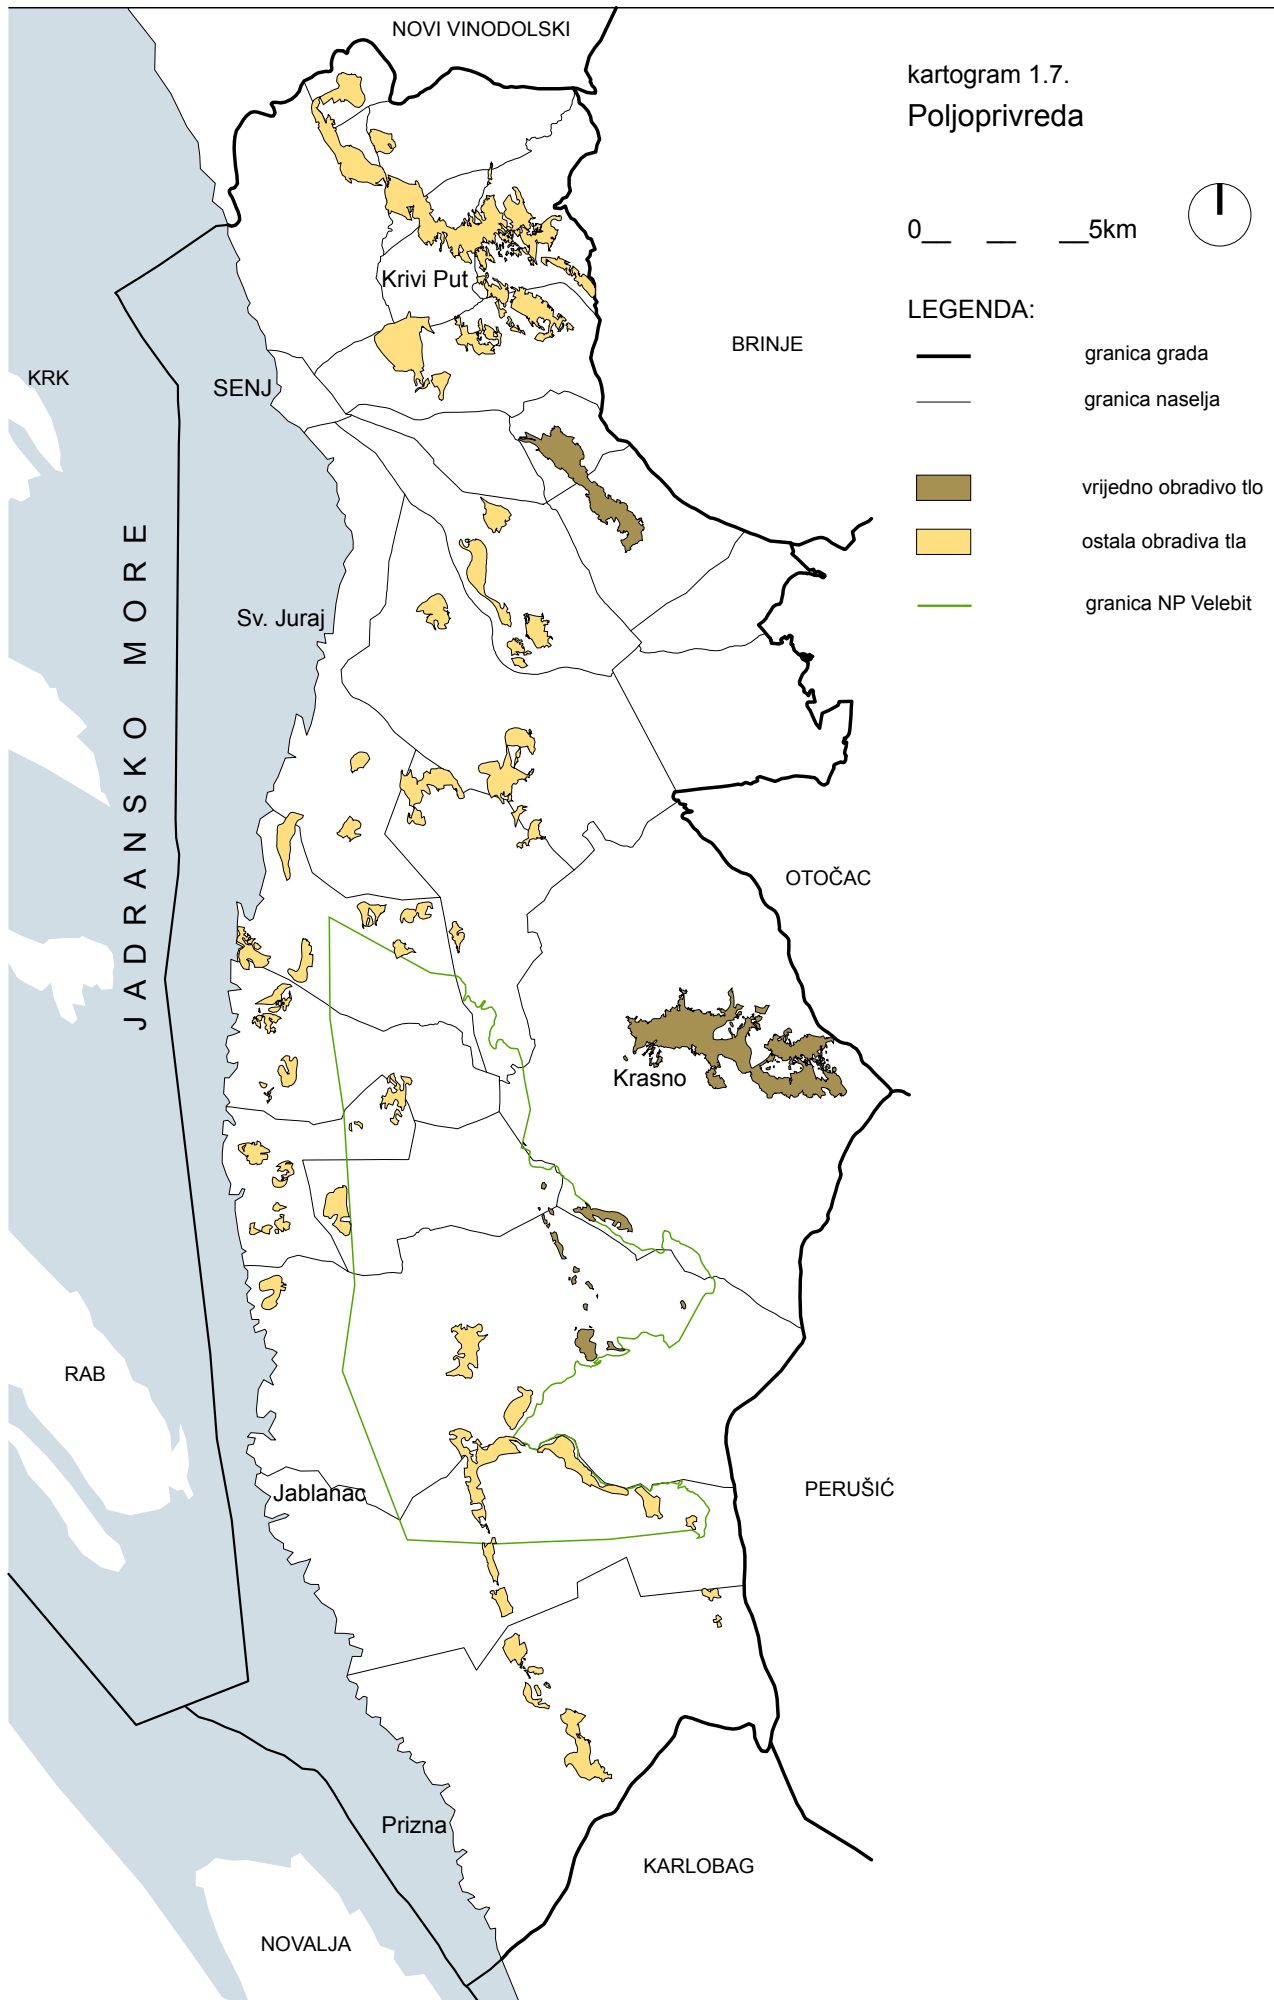 NOVI VINODOLSKI
kartogram 1.7.
Poljoprivreda
0__ __ __5km
Krivi Put
LEGENDA:
BRINJE
granica grada
KRK
SENJ
granica naselja
vrijedno obradivo tlo
ostala obradiva tla
granica NP Velebit
Sv. Juraj
JADRANSKO MORE
OTOČAC
Krasno
RAB
Jablanac
PERUŠIĆ
Prizna
KARLOBAG
NOVALJA